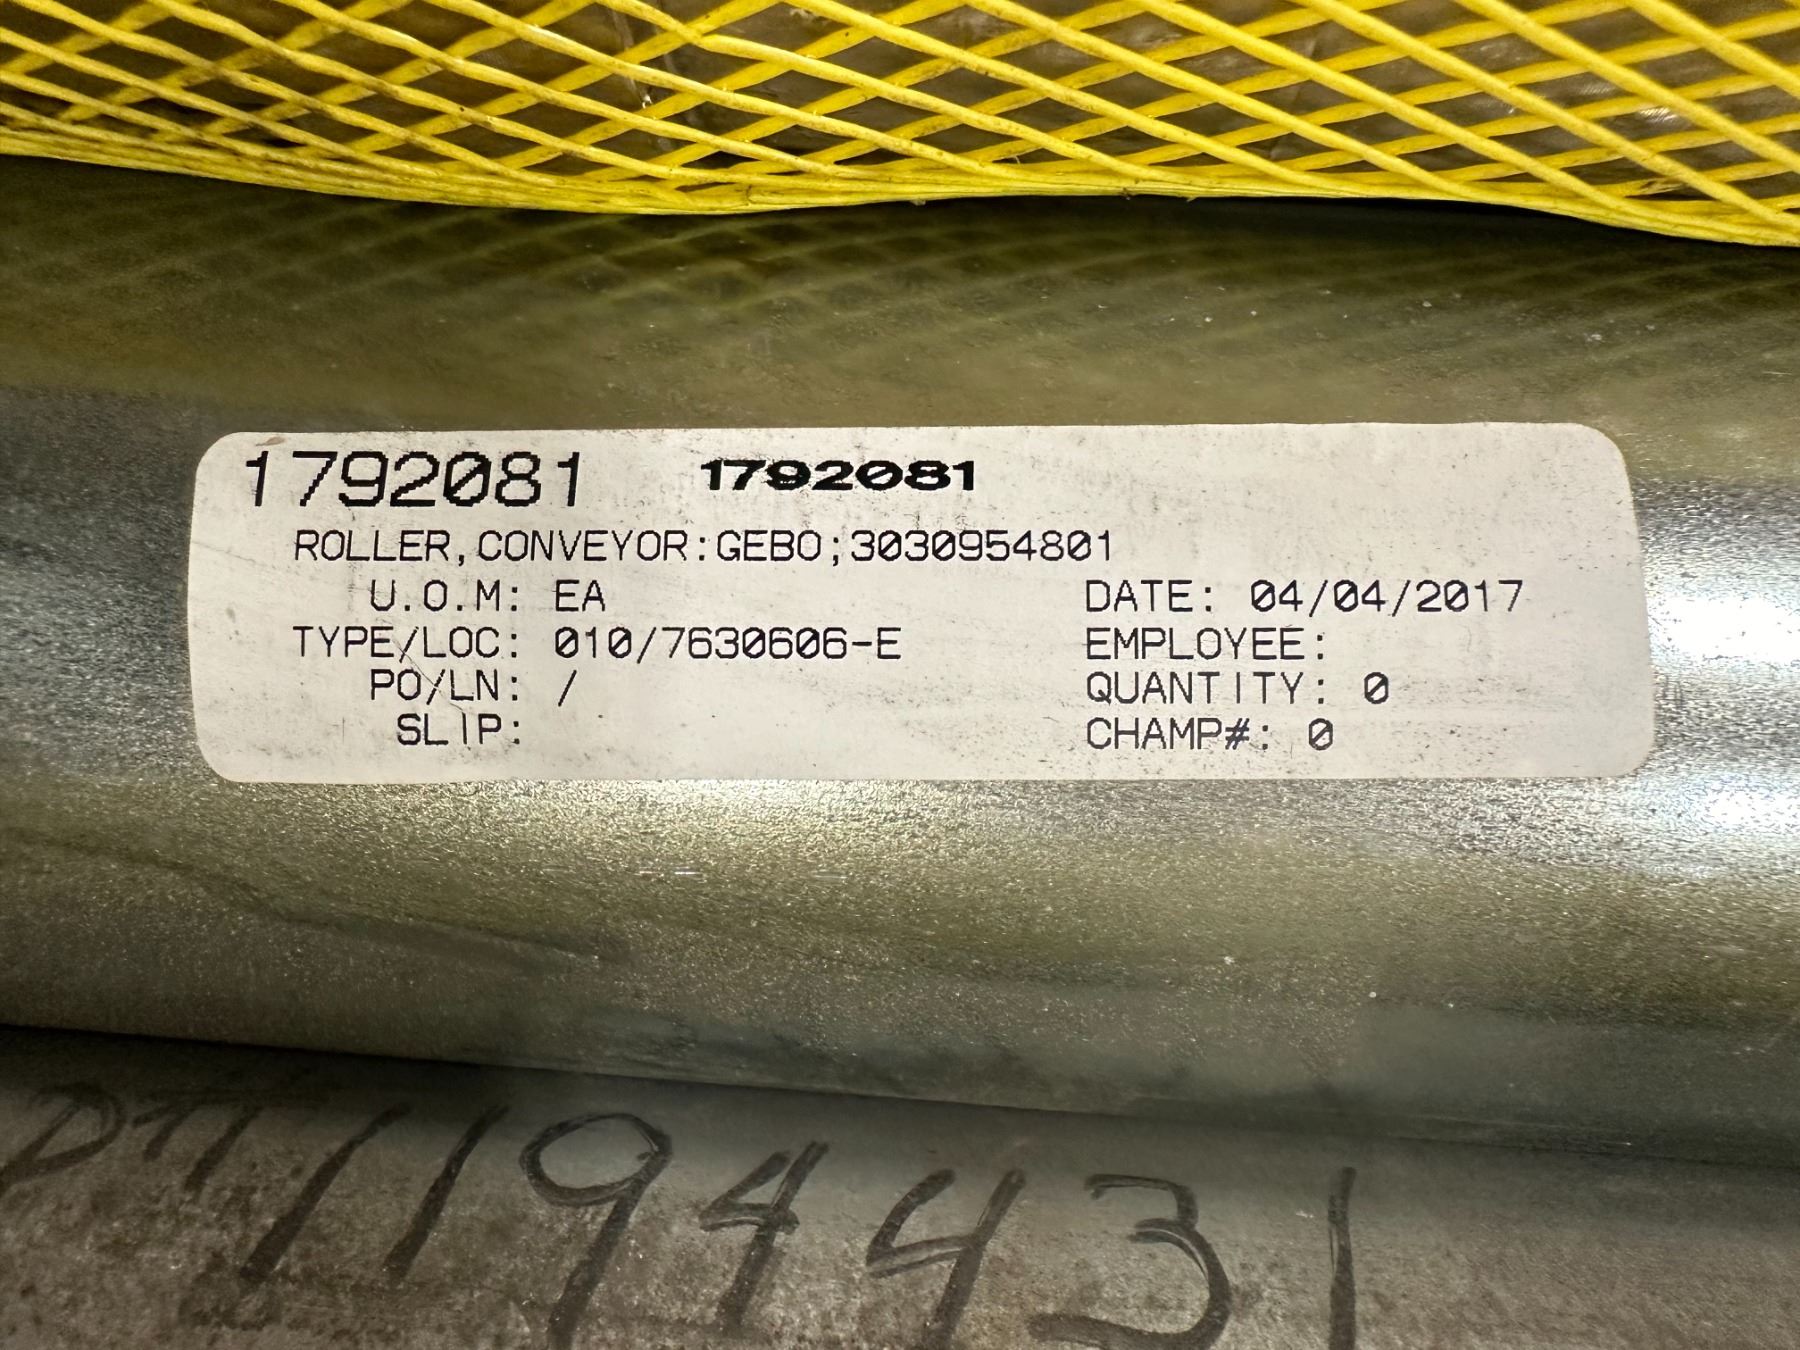 1792081 1792081
ROLLER,CONVEYOR:GEBO;3030954801
U.O.M: EA DATE: 04/04/2017
TYPE/LOC: 010/7630606-E EMPLOYEE:
PO/LN: / QUANTITY: 0
SLIP: CHAMP#: 0
1194431